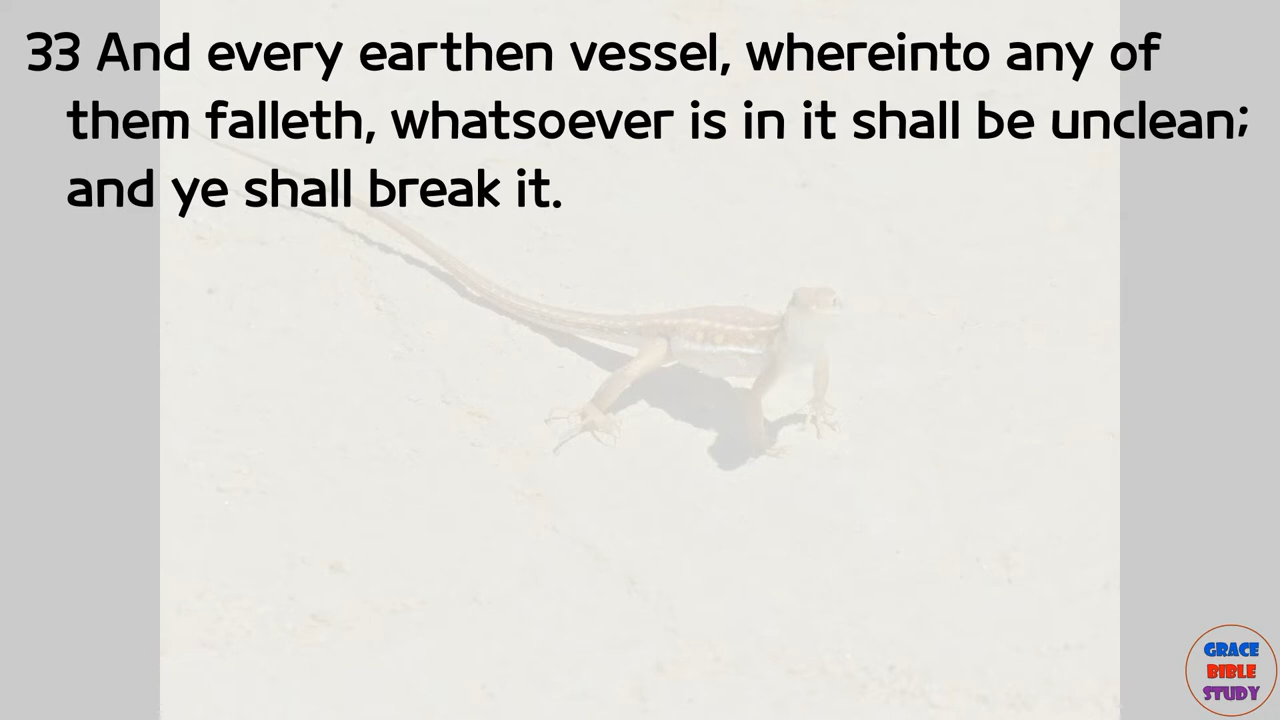 33 And every earthen vessel, whereinto any of
them falleth, whatsoever is in it shall be unclean;
and ye shall break it.
GRACE
BIBLE
STUDY